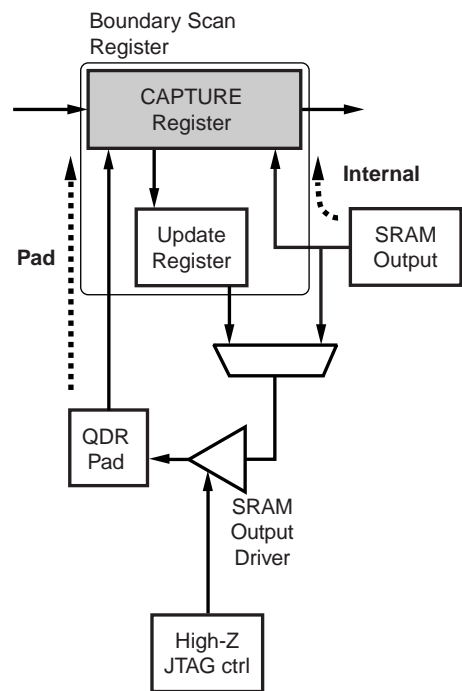 Boundary Scan
Register
CAPTURE
Register
Internal
Update
Register
SRAM
Output
Pad
QDR
Pad
SRAM
Output
Driver
High-Z
JTAG ctrl